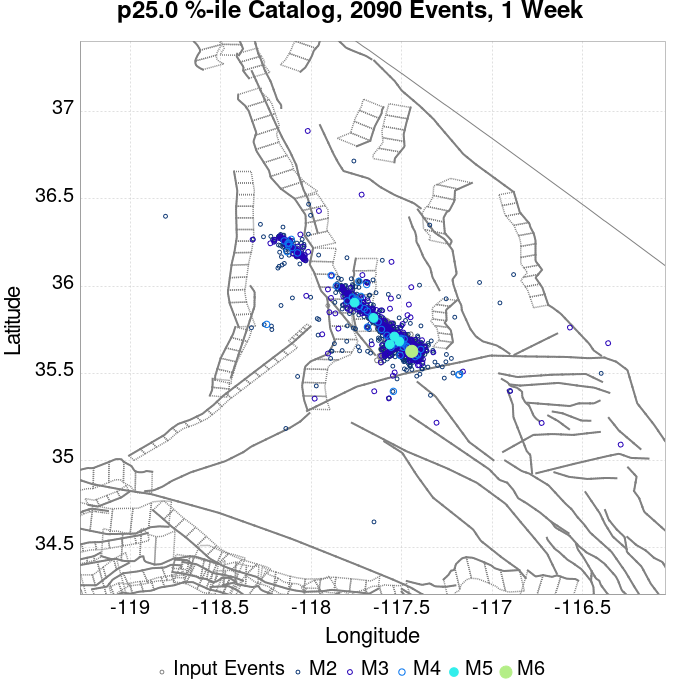 p25.0 %-ile Catalog, 2090 Events, 1 Week
37
36.5
36
35.5
35
34.5
Latitude
-119
-118.5
-118
-117.5
-117
-116.5
Longitude
Input Events
M2
M3
M4
M5
M6